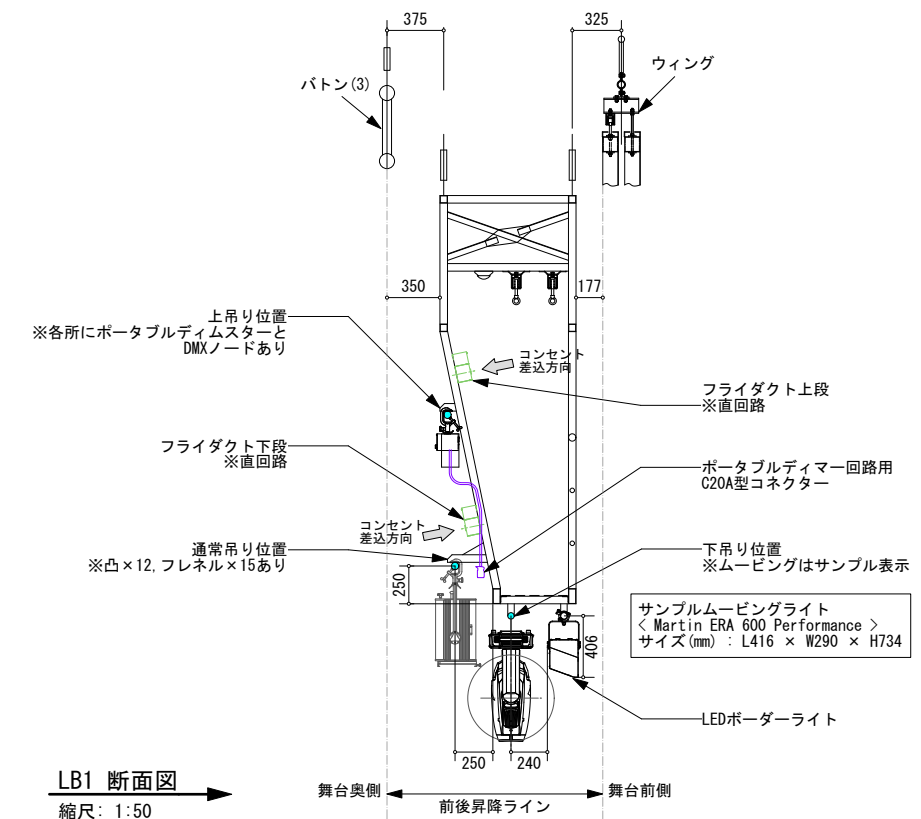 375
325
バトン(3)
ウィング
350
177
上吊り位置
※各所にポータブルディムスターと
DMXノードあり
コンセント
差込方向
フライダクト上段
※直回路
フライダクト下段
※直回路
ポータブルディマー回路用
C20A型コネクター
コンセント
差込方向
通常吊り位置
※凸×12, フレネル×15あり
下吊り位置
※ムービングはサンプル表示
250
サンプルムービングライト
< Martin ERA 600 Performance >
サイズ(mm) : L416 × W290 × H734
406
LEDボーダーライト
250
240
LB1 断面図
縮尺: 1:50
舞台奥側
前後昇降ライン
舞台前側